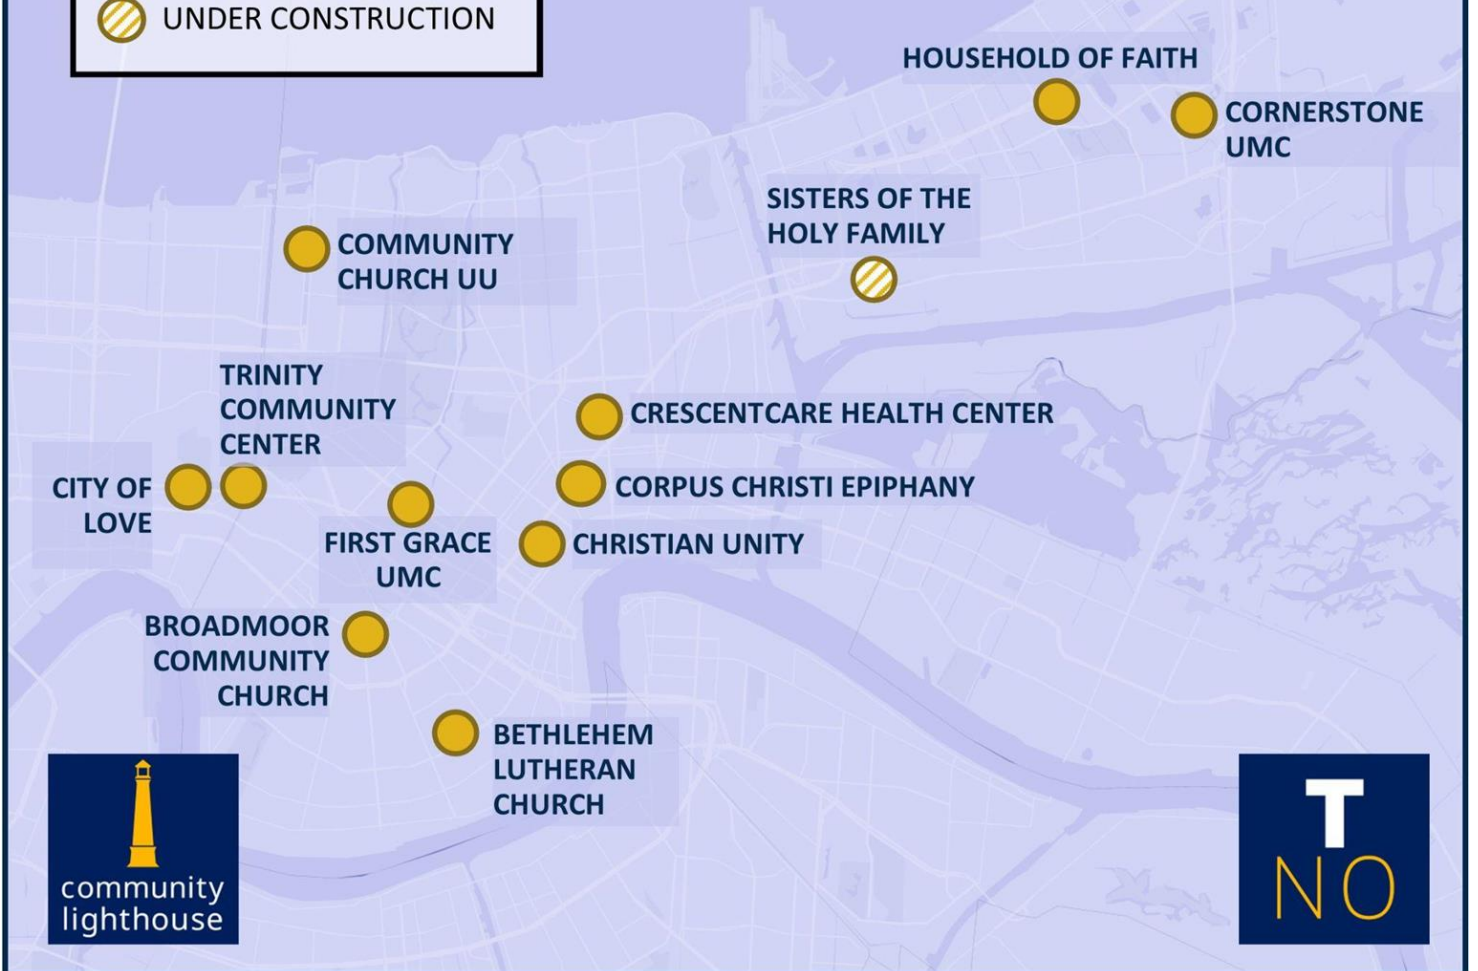 UNDER CONSTRUCTION
HOUSEHOLD OF FAITH
CORNERSTONE
UMC
SISTERS OF THE
HOLY FAMILY
COMMUNITY
CHURCH UU
TRINITY
COMMUNITY
CENTER
CRESCENTCARE HEALTH CENTER
CITY OF
LOVE
CORPUS CHRISTI EPIPHANY
FIRST GRACE
UMC
CHRISTIAN UNITY
BROADMOOR
COMMUNITY
CHURCH
BETHLEHEM
LUTHERAN
CHURCH
community
lighthouse
T
NO